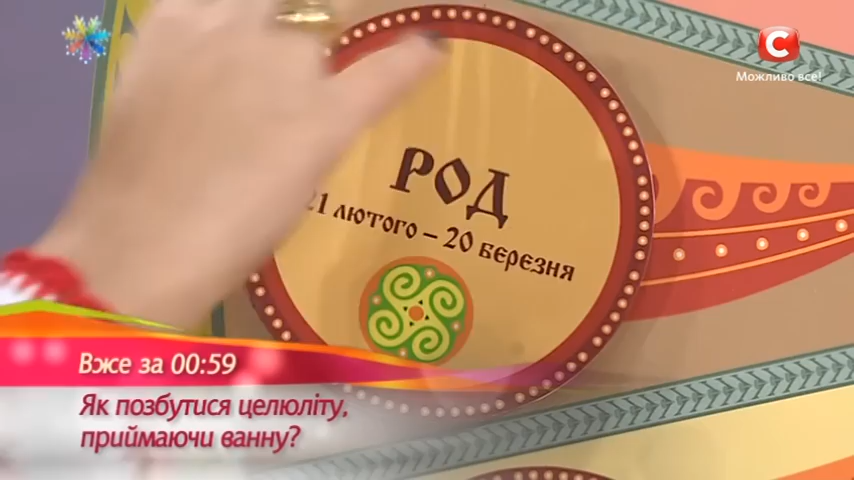 С
Можливо все!
РОД
21 лютого – 20 березня
Вже за 00:59
Як позбутися целюліту,
приймаючи ванну?